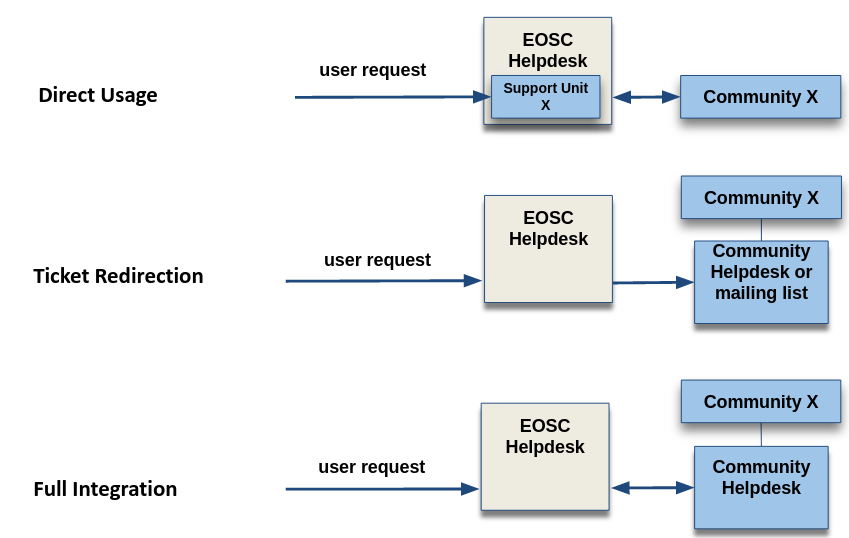 Direct Usage
user request
EOSC
Helpdesk
Support Unit
X
Community X
Ticket Redirection
user request
EOSC
Helpdesk
Community X
Community
Helpdesk or
mailing list
Full Integration
user request
EOSC
Helpdesk
Community X
Community
Helpdesk